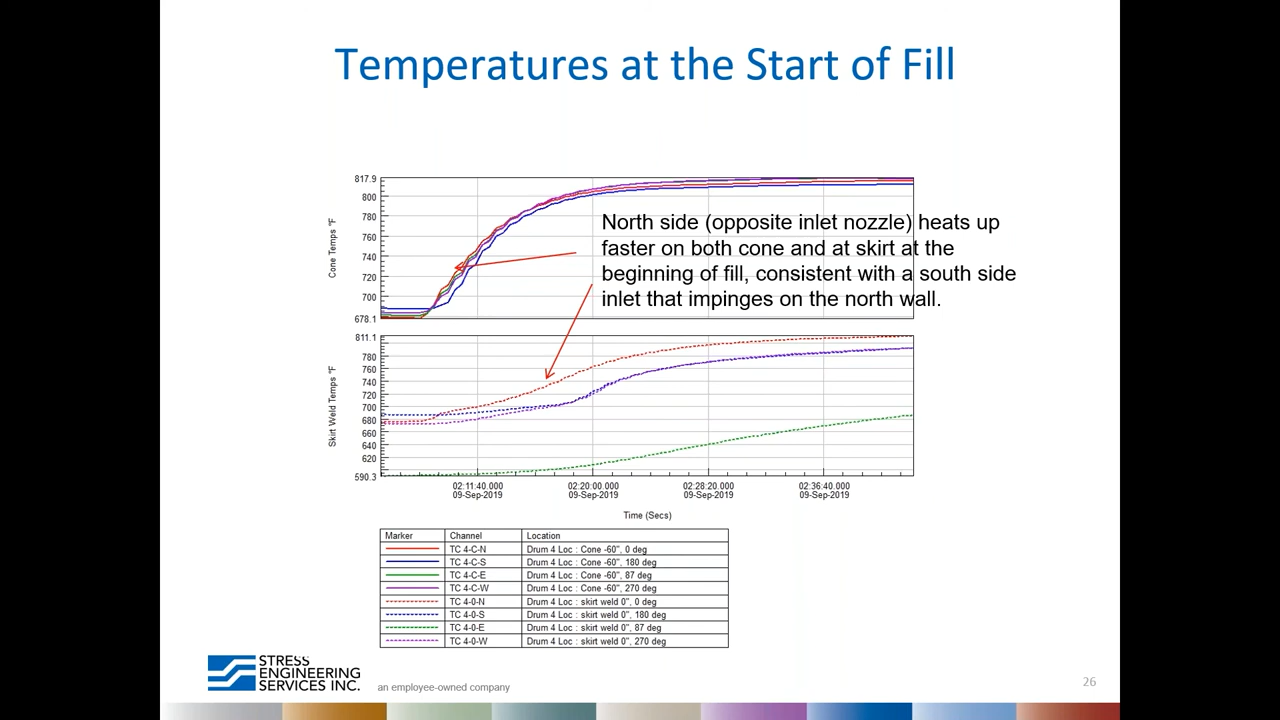 Temperatures at the Start of Fill
817.9
800
780
760
740
720
700
678.1
Cone Temps °F
North side (opposite inlet nozzle) heats up
faster on both cone and at skirt at the
beginning of fill, consistent with a south side
inlet that impinges on the north wall.
811.1
780
760
740
720
700
680
660
640
620
590.3
Skirt Weld Temps °F
02:11:40.000 02:20:00.000 02:28:20.000 02:36:40.000
09-Sep-2019 09-Sep-2019 09-Sep-2019 09-Sep-2019
Time (Secs)
Marker Channel Location
TC 4-C-N Drum 4 Loc : Cone -60", 0 deg
TC 4-C-S Drum 4 Loc : Cone -60", 180 deg
TC 4-C-E Drum 4 Loc : Cone -60", 87 deg
TC 4-C-W Drum 4 Loc : Cone -60", 270 deg
TC 4-0-N Drum 4 Loc : skirt weld 0", 0 deg
TC 4-0-S Drum 4 Loc : skirt weld 0", 180 deg
TC 4-0-E Drum 4 Loc : skirt weld 0", 87 deg
TC 4-0-W Drum 4 Loc : skirt weld 0", 270 deg
STRESS
ENGINEERING
SERVICES INC.
an employee-owned company
26